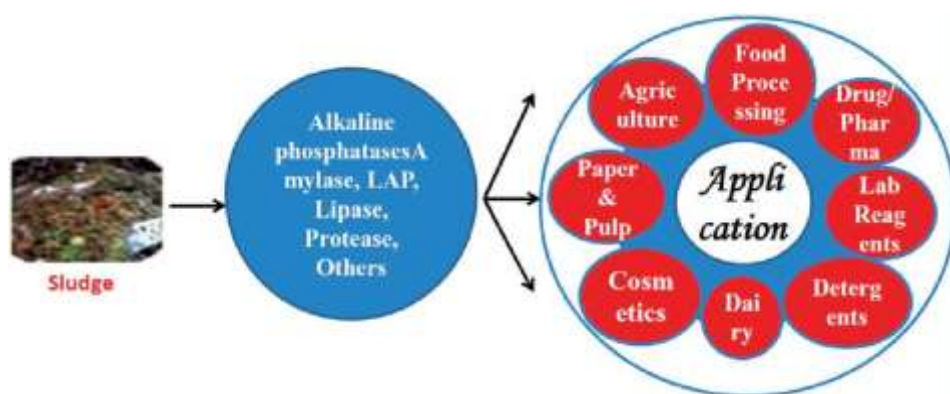 Sludge
Alkaline
phosphatasesA
mylase, LAP,
Lipase,
Protease,
Others
Food
Proce
ssing
Agric
ulture
Drug/
Phar
ma
Paper
&
Pulp
Appli
cation
Lab
Reag
ents
Cosm
etics
Dai
ry
Deterg
ents